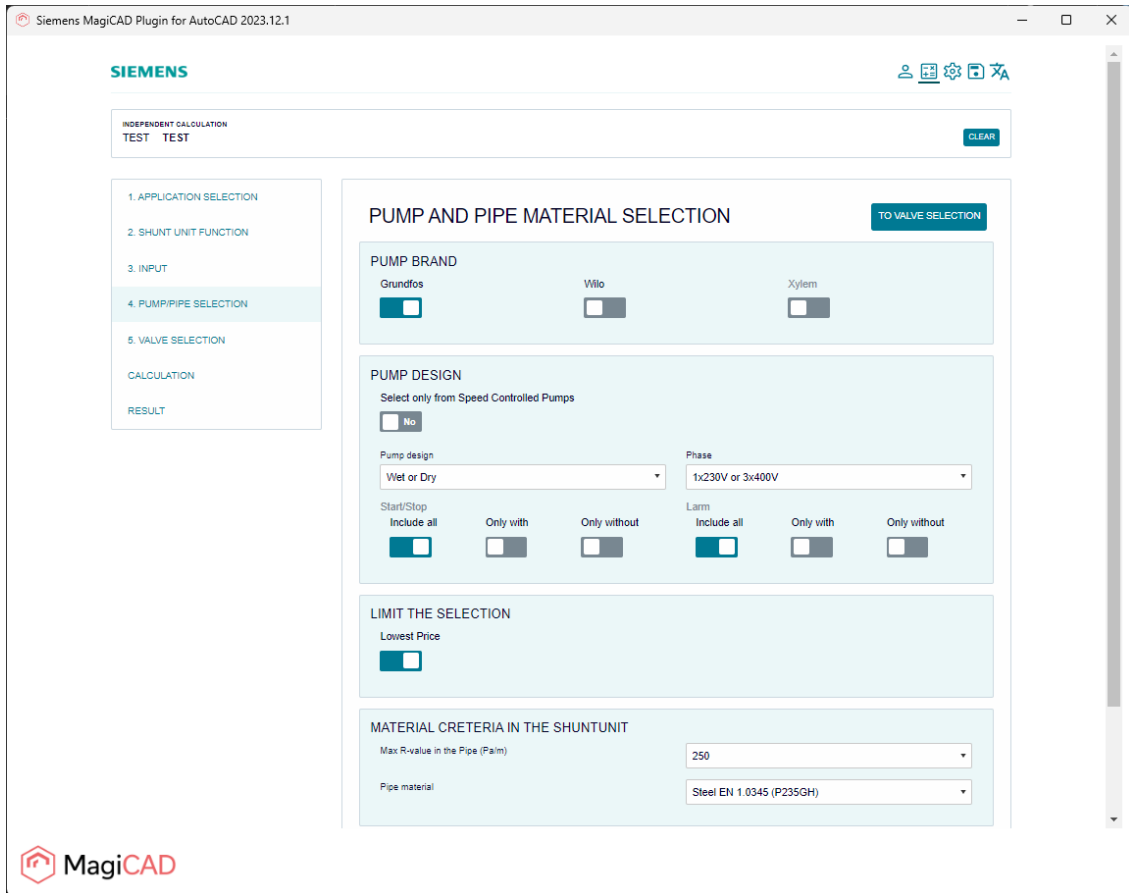 Siemens MagiCAD Plugin for AutoCAD 2023.12.1
SIEMENS
INDEPENDENT CALCULATION
TEST TEST
CLEAR
1. APPLICATION SELECTION
2. SHUNT UNIT FUNCTION
3. INPUT
4. PUMP/PIPE SELECTION
5. VALVE SELECTION
CALCULATION
RESULT
PUMP AND PIPE MATERIAL SELECTION
TO VALVE SELECTION
PUMP BRAND
Grundfos Wilo Xylem
PUMP DESIGN
Select only from Speed Controlled Pumps
No
Pump design Phase
Wet or Dry 1x230V or 3x400V
Start/Stop Larm
Include all Only with Only without Include all Only with Only without
LIMIT THE SELECTION
Lowest Price
MATERIAL CRETERIA IN THE SHUNTUNIT
Max R-value in the Pipe (Pa/m) 250
Pipe material Steel EN 1.0345 (P235GH)
MagiCAD